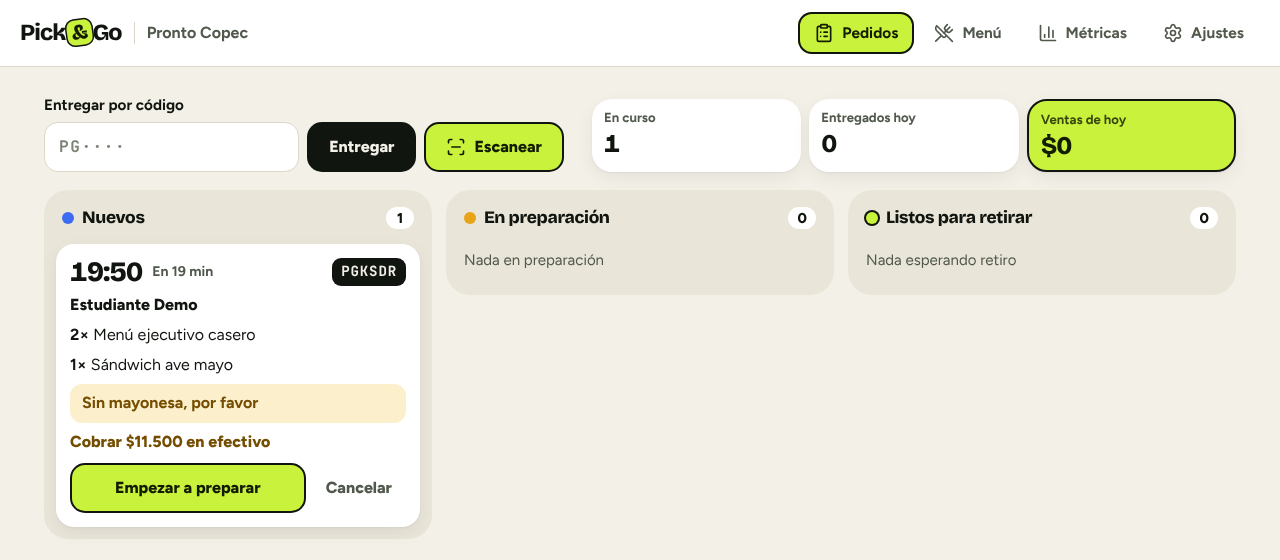 Pick&Go Pronto Copec
Pedidos Menú Métricas Ajustes
Entregar por código
PG····
Entregar
Escanear
En curso
1
Entregados hoy
0
Ventas de hoy
$0
Nuevos 1
19:50 En 19 min PGKSDR
Estudiante Demo
2× Menú ejecutivo casero
1× Sándwich ave mayo
Sin mayonesa, por favor
Cobrar $11.500 en efectivo
Empezar a preparar Cancelar
En preparación 0
Nada en preparación
Listos para retirar 0
Nada esperando retiro